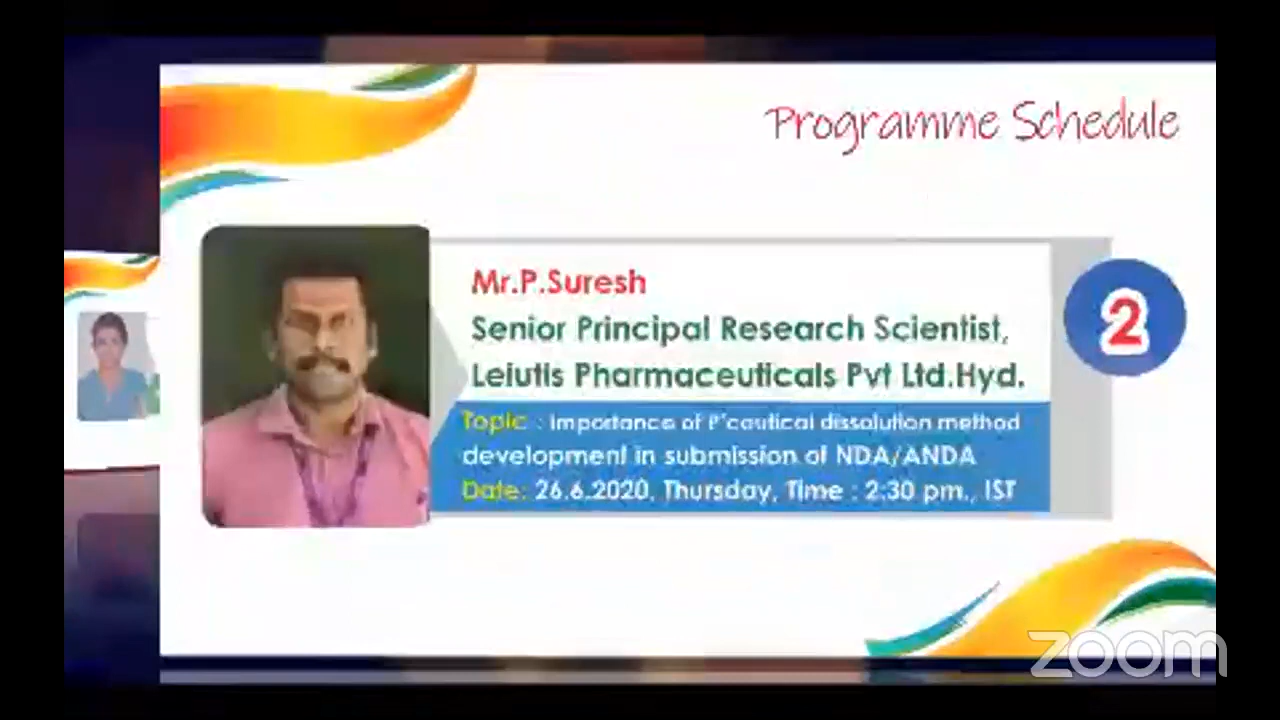 Programme Schedule
Mr.P.Suresh
Senior Principal Research Scientist,
Leiutis Pharmaceuticals Pvt Ltd.Hyd.
2
Topic : Importance of P'ceutical dissolution method
development in submission of NDA/ANDA
Date: 26.6.2020, Thursday, Time : 2:30 pm., IST
zoom